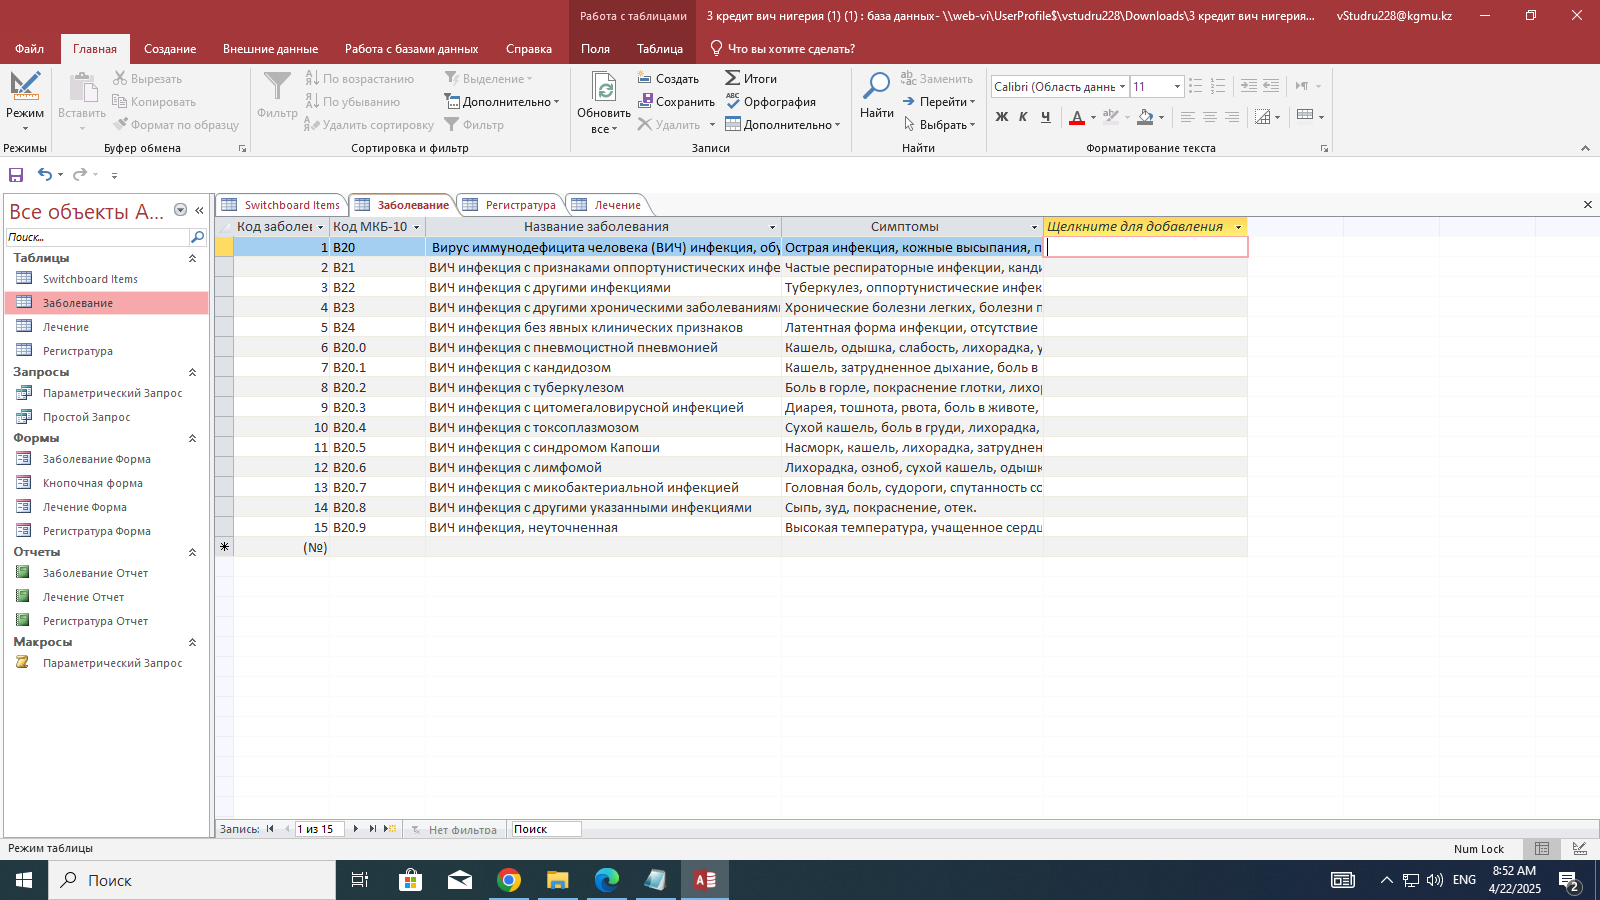 Работа с таблицами
3 кредит вич нигерия (1) (1) : база данных- \\web-vi\UserProfile$\vstudru228\Downloads\3 кредит вич нигерия...
vStudru228@kgmu.kz
Файл Главная Создание Внешние данные Работа с базами данных Справка Поля Таблица Что вы хотите сделать?
Режим
Режимы
Вставить
Вырезать
Копировать
Формат по образцу
Буфер обмена
Фильтр
По возрастанию
По убыванию
Удалить сортировку
Выделение
Дополнительно
Фильтр
Сортировка и фильтр
Обновить все
Создать
Сохранить
Удалить
Итоги
Орфография
Дополнительно
Записи
Найти
Заменить
Перейти
Выбрать
Найти
Calibri (Область даннь
11
Ж К Ч
Форматирование текста
Все объекты A...
Поиск...
Таблицы
Switchboard Items
Заболевание
Лечение
Регистратура
Запросы
Параметрический Запрос
Простой Запрос
Формы
Заболевание Форма
Кнопочная форма
Лечение Форма
Регистратура Форма
Отчеты
Заболевание Отчет
Лечение Отчет
Регистратура Отчет
Макросы
Параметрический Запрос
Switchboard Items Заболевание Регистратура Лечение
Код заболев Код МКБ-10 Название заболевания Симптомы Щелкните для добавления
1 B20 Вирус иммунодефицита человека (ВИЧ) инфекция, обу Острая инфекция, кожные высыпания, п
2 B21 ВИЧ инфекция с признаками оппортунистических инфе Частые респираторные инфекции, канди
3 B22 ВИЧ инфекция с другими инфекциями Туберкулез, оппортунистические инфек
4 B23 ВИЧ инфекция с другими хроническими заболеваниями Хронические болезни легких, болезни п
5 B24 ВИЧ инфекция без явных клинических признаков Латентная форма инфекции, отсутствие
6 B20.0 ВИЧ инфекция с пневмоцистной пневмонией Кашель, одышка, слабость, лихорадка, у
7 B20.1 ВИЧ инфекция с кандидозом Кашель, затрудненное дыхание, боль в
8 B20.2 ВИЧ инфекция с туберкулезом Боль в горле, покраснение глотки, лихор
9 B20.3 ВИЧ инфекция с цитомегаловирусной инфекцией Диарея, тошнота, рвота, боль в животе,
10 B20.4 ВИЧ инфекция с токсоплазмозом Сухой кашель, боль в груди, лихорадка,
11 B20.5 ВИЧ инфекция с синдромом Капоши Насморк, кашель, лихорадка, затруднен
12 B20.6 ВИЧ инфекция с лимфомой Лихорадка, озноб, сухой кашель, одышк
13 B20.7 ВИЧ инфекция с микобактериальной инфекцией Головная боль, судороги, спутанность со
14 B20.8 ВИЧ инфекция с другими указанными инфекциями Сыпь, зуд, покраснение, отек.
15 B20.9 ВИЧ инфекция, неуточненная Высокая температура, учащенное сердц
(№)
Запись: 1 из 15 Нет фильтра Поиск
Режим таблицы
Num Lock
Поиск
ENG
8:52 AM
4/22/2025
2